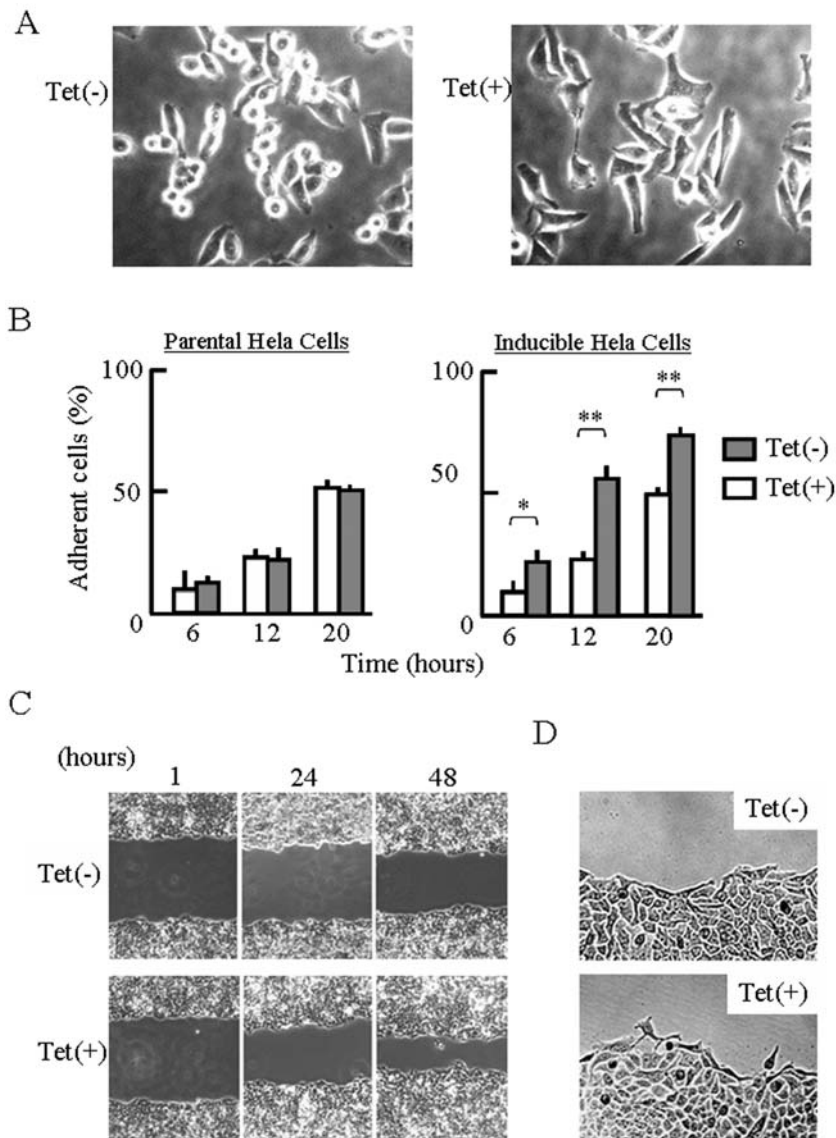 A
Tet(-)
Tet(+)
B
Parental Hela Cells
Inducible Hela Cells
Adherent cells (%)
100
50
0
6 12 20
100
50
0
* ** **
6 12 20
Tet(-)
Tet(+)
Time (hours)
C
(hours)
1 24 48
Tet(-)
Tet(+)
D
Tet(-)
Tet(+)